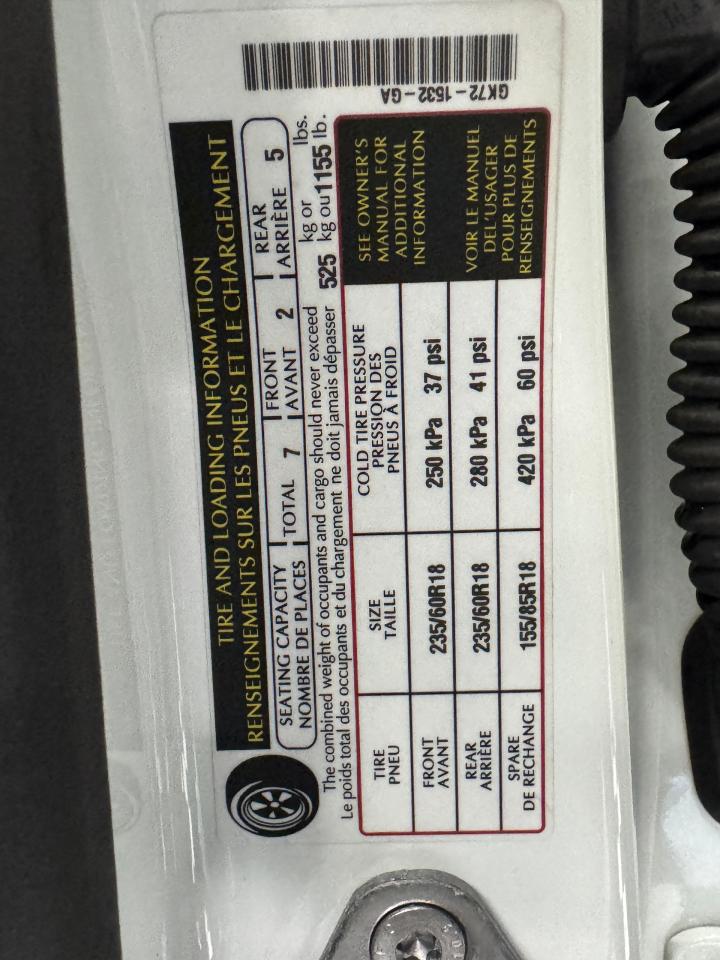 GK72-1532-GA
TIRE AND LOADING INFORMATION
RENSEIGNEMENTS SUR LES PNEUS ET LE CHARGEMENT
SEATING CAPACITY TOTAL 7 FRONT 2 REAR 5
NOMBRE DE PLACES AVANT ARRIÈRE
The combined weight of occupants and cargo should never exceed 525 kg or 1155 lbs.
Le poids total des occupants et du chargement ne doit jamais dépasser kg ou lb.
TIRE
PNEU
SIZE
TAILLE
COLD TIRE PRESSURE
PRESSION DES
PNEUS À FROID
SEE OWNER'S
MANUAL FOR
ADDITIONAL
INFORMATION
VOIR LE MANUEL
DEL'USAGER
POUR PLUS DE
RENSEIGNEMENTS
FRONT
AVANT
235/60R18
250 kPa 37 psi
REAR
ARRIÈRE
235/60R18
280 kPa 41 psi
SPARE
DE RECHANGE
155/85R18
420 kPa 60 psi